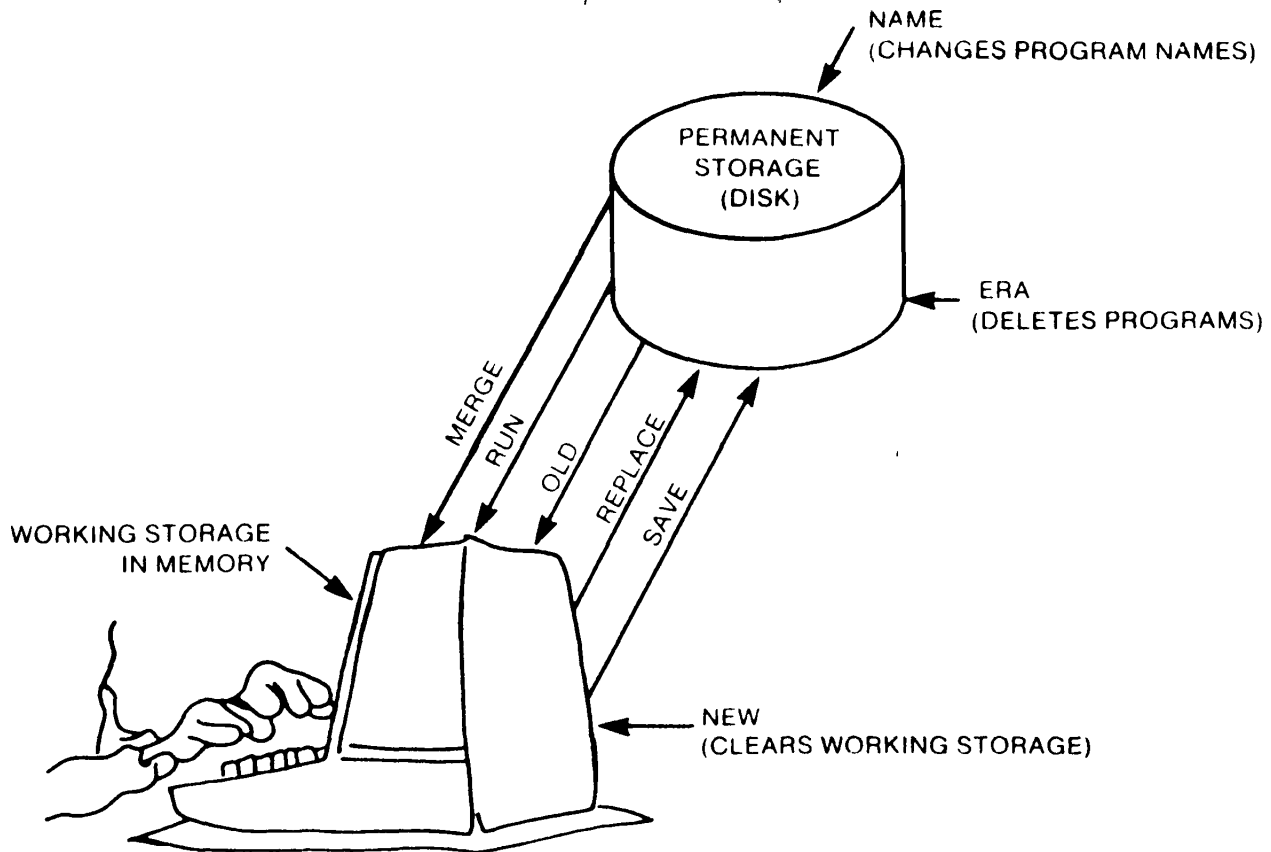 NAME
(CHANGES PROGRAM NAMES)
PERMANENT
STORAGE
(DISK)
ERA
(DELETES PROGRAMS)
MERGE
RUN
OLD
REPLACE
SAVE
WORKING STORAGE
IN MEMORY
NEW
(CLEARS WORKING STORAGE)